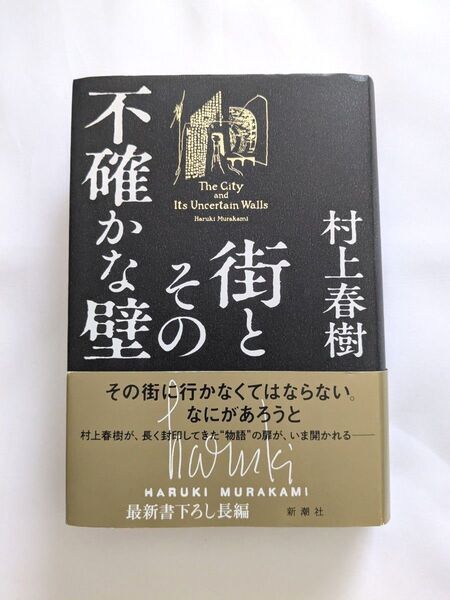 街と
その
不確かな壁
The City
and
Its Uncertain Walls
Haruki Murakami
村上春樹
その街に行かなくてはならない。
なにがあろうと
村上春樹が、長く封印してきた“物語”の扉が、いま開かれる――
Haruki
HARUKI MURAKAMI
最新書下ろし長編
新潮社